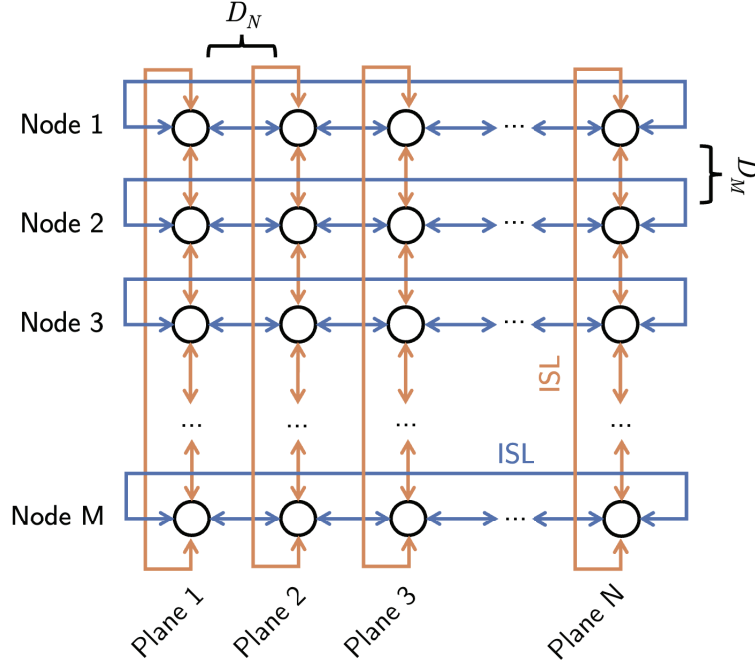 D_N
Node 1
...
D_M
Node 2
...
Node 3
...
ISL
... ... ... ...
ISL
Node M
...
Plane 1
Plane 2
Plane 3
Plane N